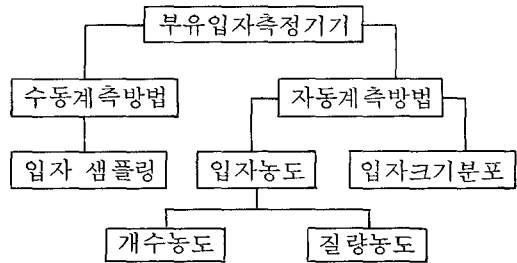 부유입자측정기기
수동계측방법 자동계측방법
입자 샘플링 입자농도 입자크기분포
개수농도 질량농도